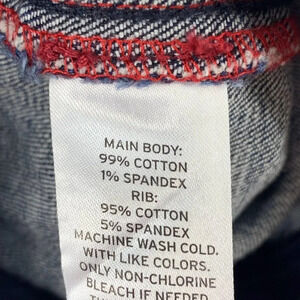 MAIN BODY:
99% COTTON
1% SPANDEX
RIB:
95% COTTON
5% SPANDEX
MACHINE WASH COLD.
WITH LIKE COLORS.
ONLY NON-CHLORINE
BLEACH IF NEEDED.